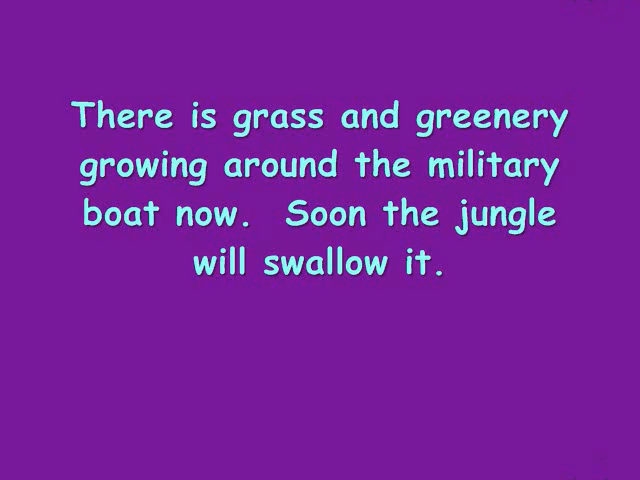 There is grass and greenery
growing around the military
boat now.  Soon the jungle
will swallow it.